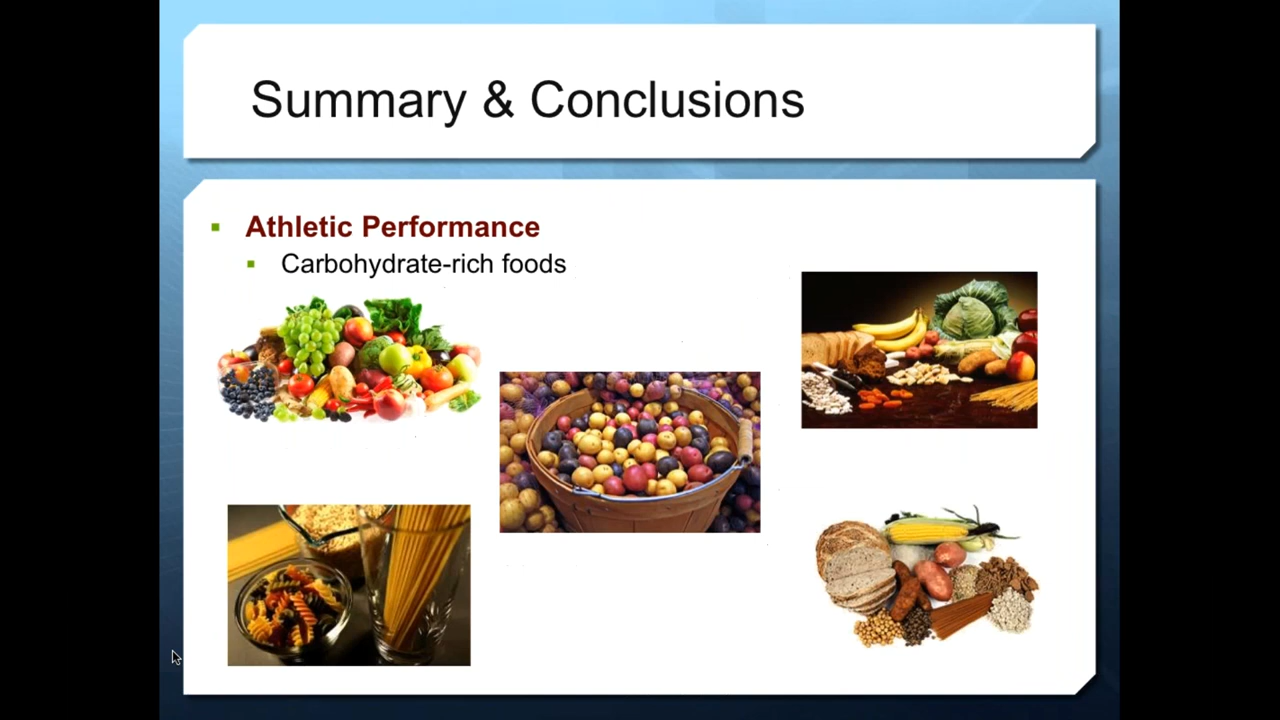 Summary & Conclusions
Athletic Performance
Carbohydrate-rich foods